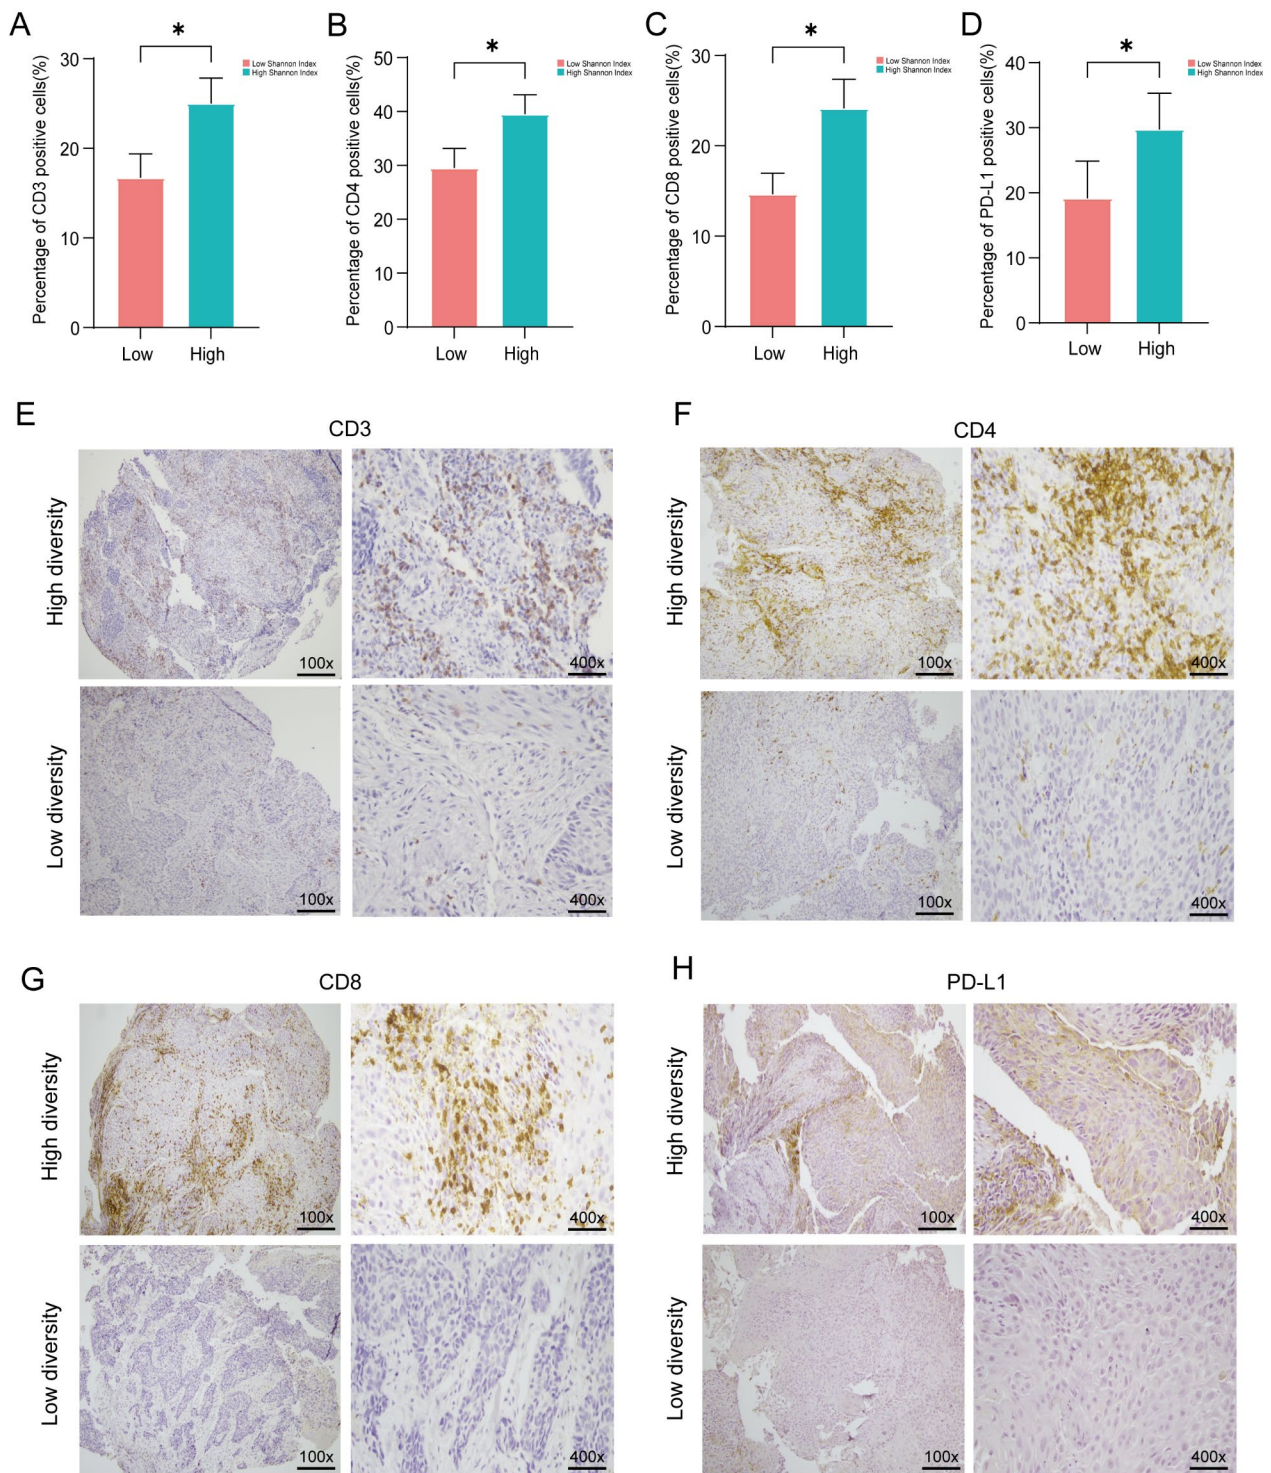 A
Percentage of CD3 positive cells(%)
30
20
10
0
*
Low Shannon Index
High Shannon Index
Low High
B
Percentage of CD4 positive cells(%)
50
40
30
20
10
0
*
Low Shannon Index
High Shannon Index
Low High
C
Percentage of CD8 positive cells(%)
30
20
10
0
*
Low Shannon Index
High Shannon Index
Low High
D
Percentage of PD-L1 positive cells(%)
40
30
20
10
0
*
Low Shannon Index
High Shannon Index
Low High
E
CD3
High diversity
100x
400x
Low diversity
100x
400x
F
CD4
High diversity
100x
400x
Low diversity
100x
400x
G
CD8
High diversity
100x
400x
Low diversity
100x
400x
H
PD-L1
High diversity
100x
400x
Low diversity
100x
400x